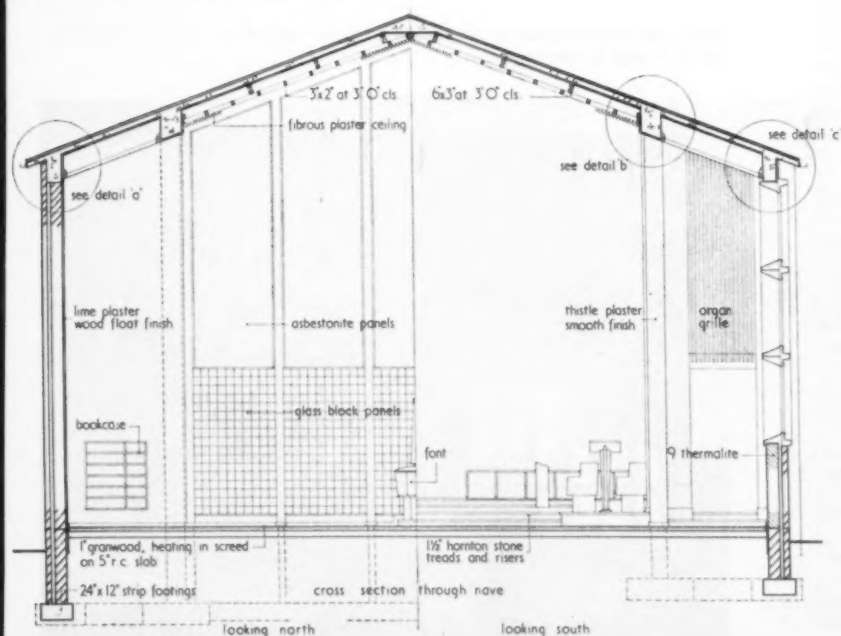 3"x2" at 3' 0" cls.
6"x3" at 3' 0" cls.
fibrous plaster ceiling
see detail 'c'
see detail 'b'
see detail 'a'
lime plaster
wood float finish
asbestonite panels
thistle plaster
smooth finish
organ
grille
glass block panels
bookcase
font
9 thermalite
1" granwood, heating in screed
on 5" r.c. slab
1½" hornton stone
treads and risers
24"x12" strip footings
cross section through nave
looking north
looking south